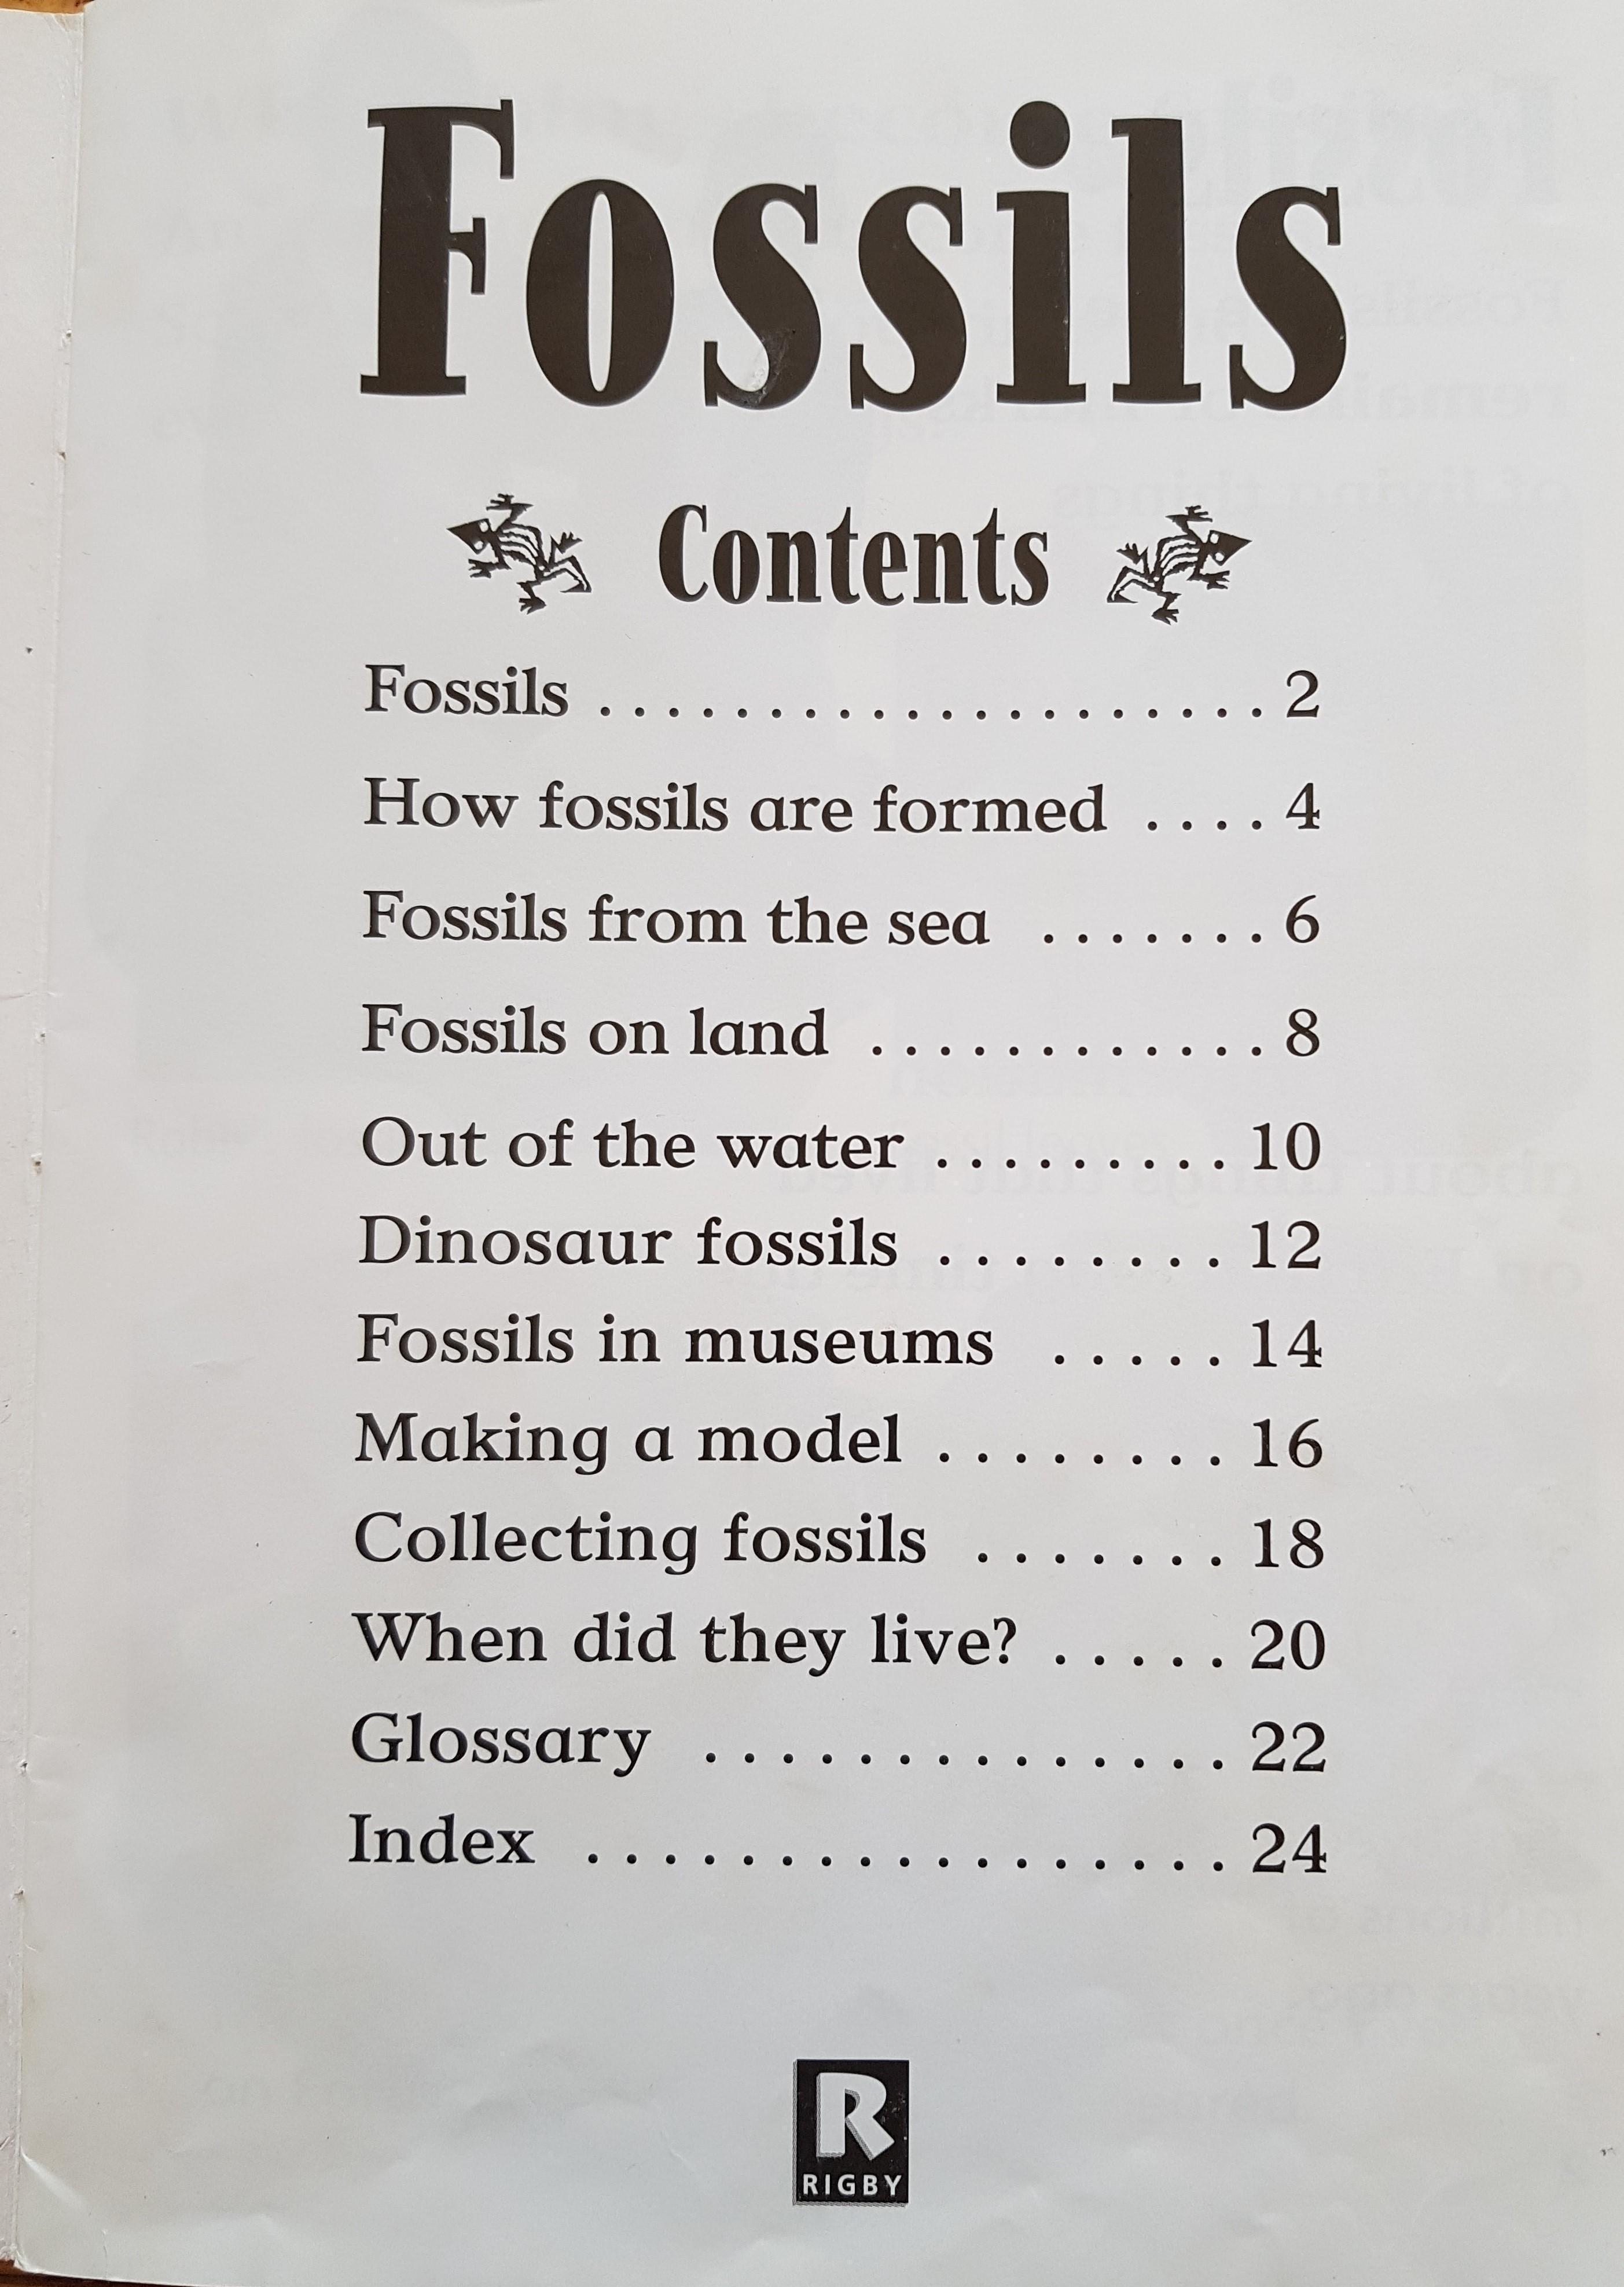 Fossils
Contents
Fossils . . . . . . . . . . . . . . . . . . . . 2
How fossils are formed . . . . 4
Fossils from the sea . . . . . . . 6
Fossils on land . . . . . . . . . . . . 8
Out of the water . . . . . . . . . 10
Dinosaur fossils . . . . . . . . 12
Fossils in museums . . . . . 14
Making a model . . . . . . . . 16
Collecting fossils . . . . . . . 18
When did they live? . . . . . 20
Glossary . . . . . . . . . . . . . . 22
Index . . . . . . . . . . . . . . . . . 24
R
RIGBY